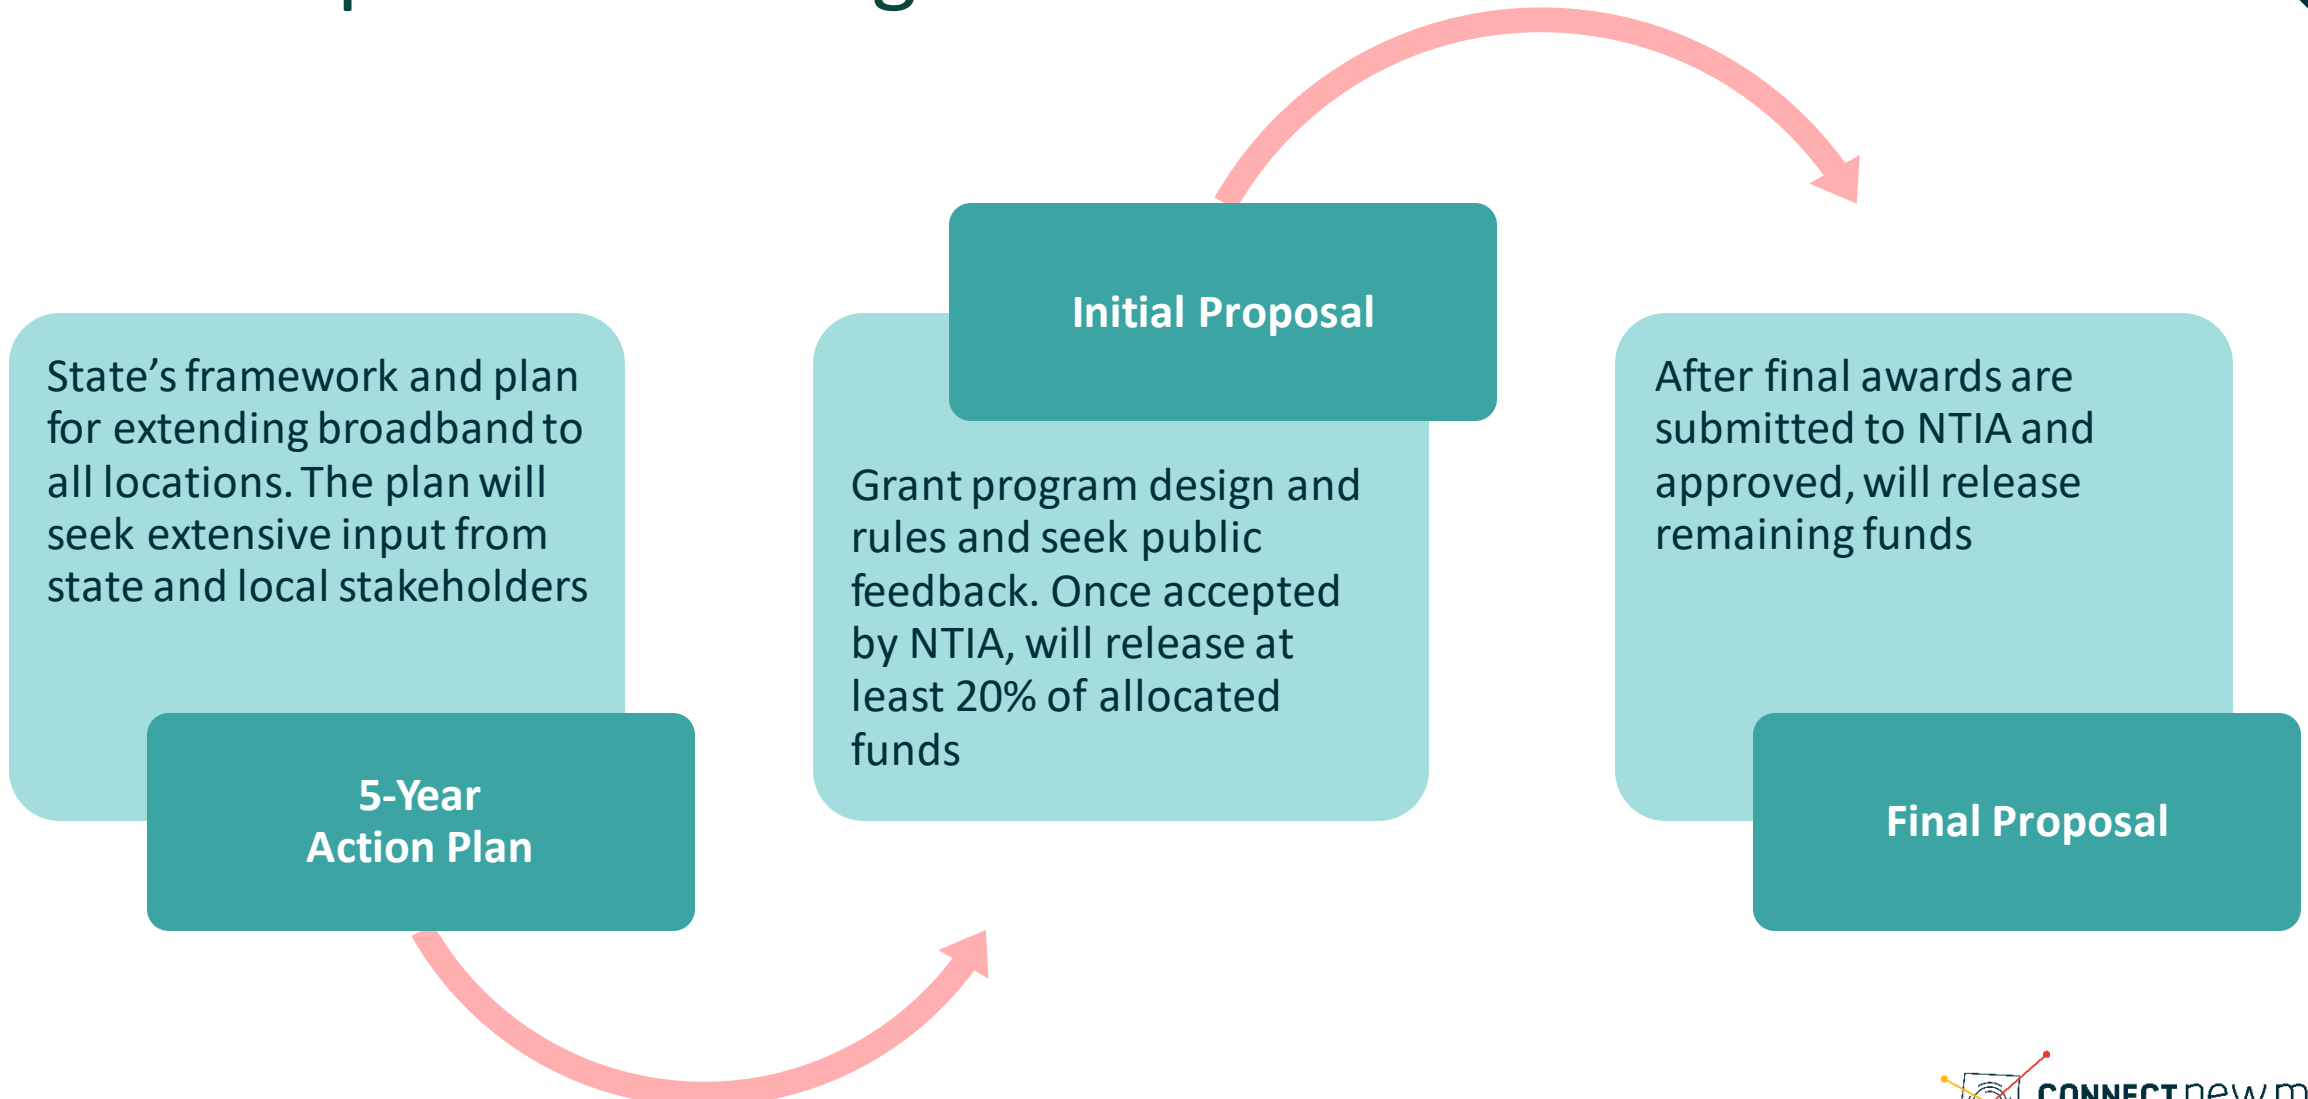 State’s framework and plan
for extending broadband to
all locations. The plan will
seek extensive input from
state and local stakeholders
5-Year
Action Plan
Initial Proposal
Grant program design and
rules and seek public
feedback. Once accepted
by NTIA, will release at
least 20% of allocated
funds
After final awards are
submitted to NTIA and
approved, will release
remaining funds
Final Proposal
CONNECT new m